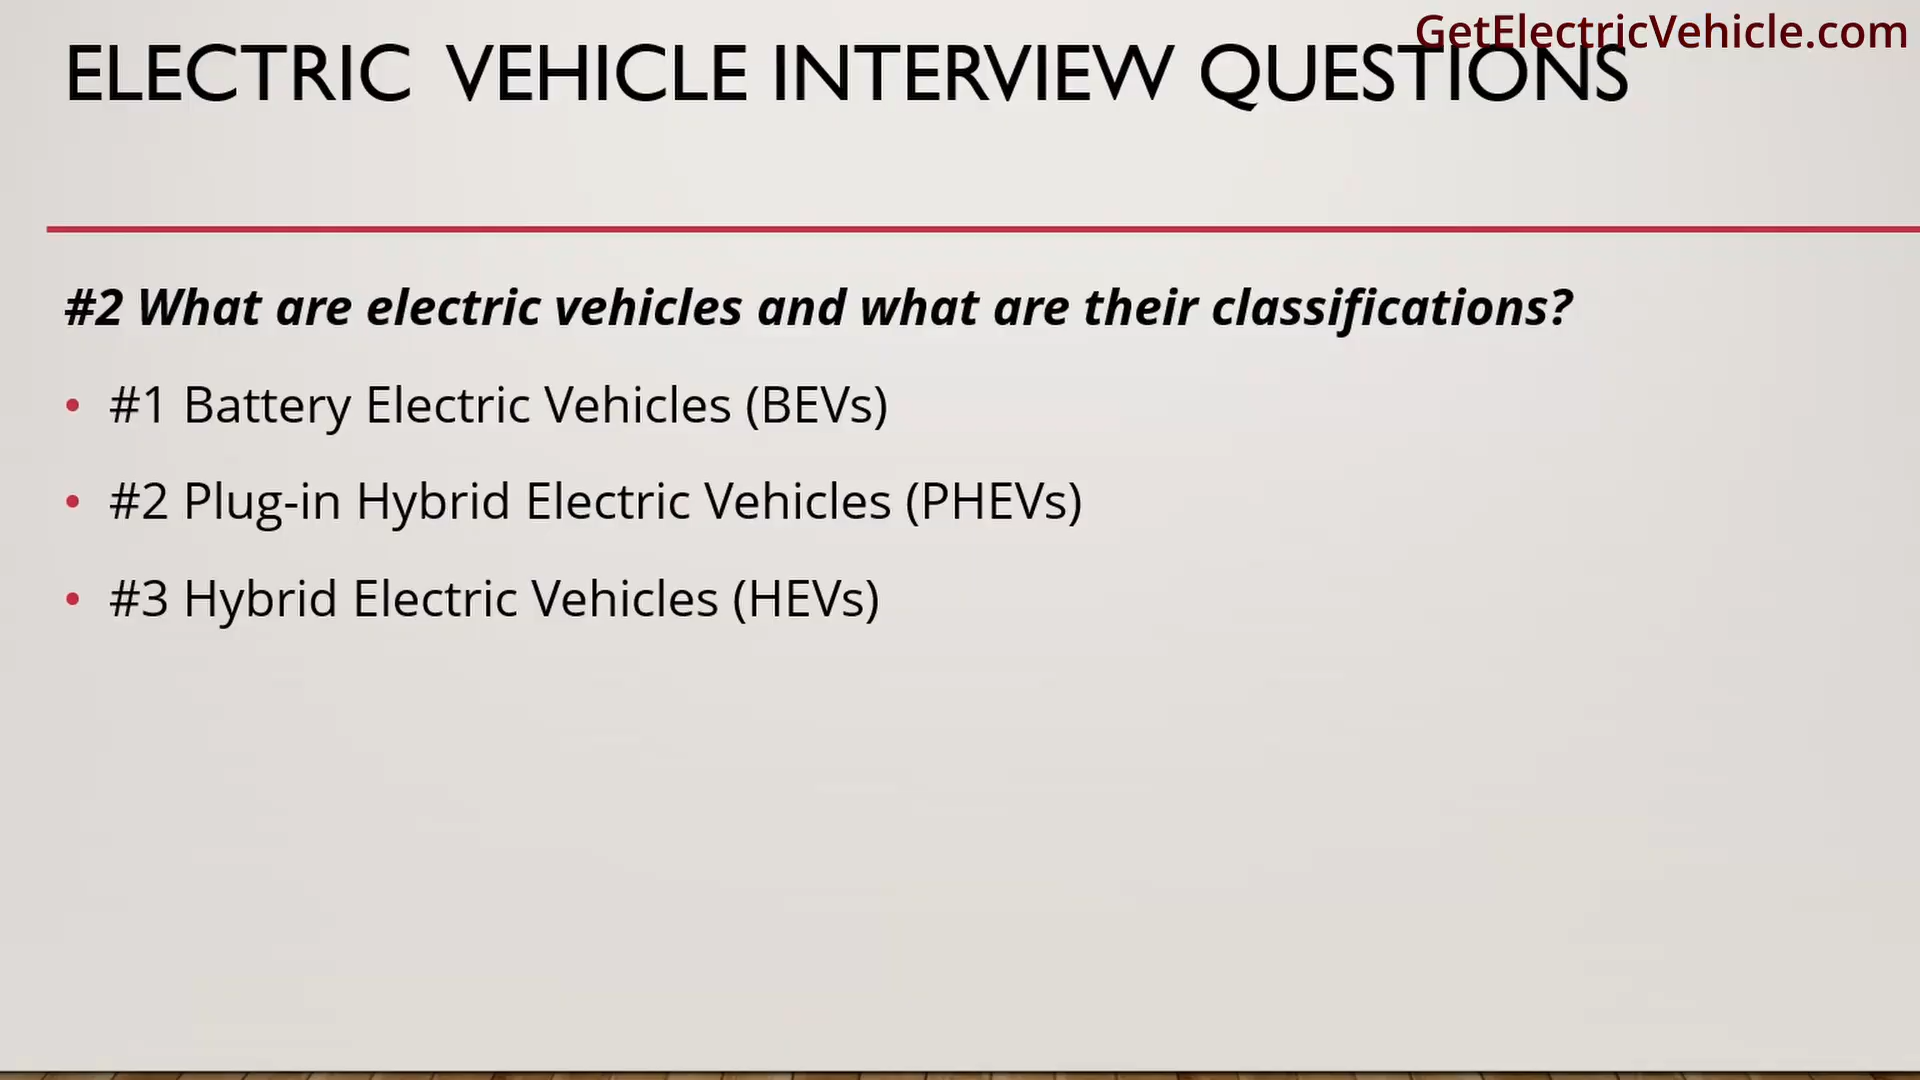 GetElectricVehicle.com
ELECTRIC VEHICLE INTERVIEW QUESTIONS
#2 What are electric vehicles and what are their classifications?
• #1 Battery Electric Vehicles (BEVs)
• #2 Plug-in Hybrid Electric Vehicles (PHEVs)
• #3 Hybrid Electric Vehicles (HEVs)